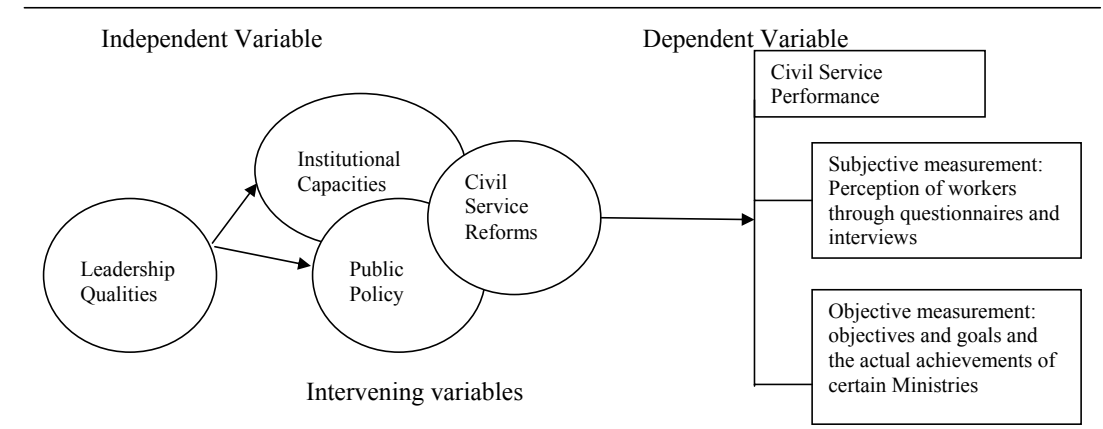 Independent Variable
Dependent Variable
Civil Service
Performance
Institutional
Capacities
Civil
Service
Reforms
Subjective measurement:
Perception of workers
through questionnaires and
interviews
Leadership
Qualities
Public
Policy
Objective measurement:
objectives and goals and
the actual achievements of
certain Ministries
Intervening variables